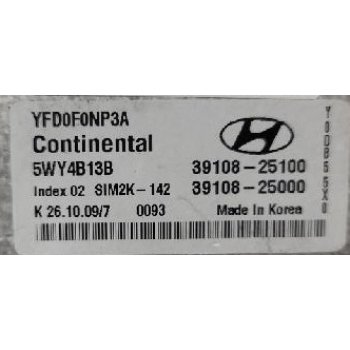 YFD0F0NP3A
Continental
5WY4B13B 39108-25100
Index 02 SIM2K-142 39108-25000
K 26.10.09/7 0093 Made in Korea